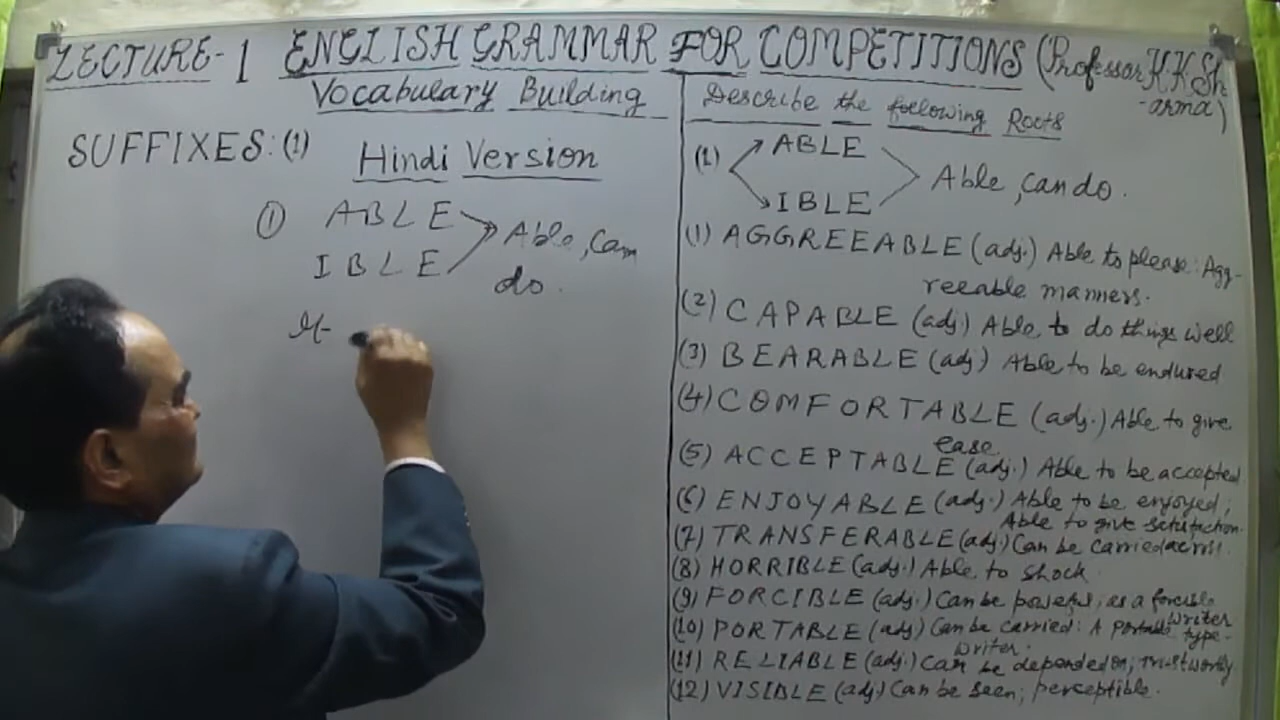 LECTURE-1 ENGLISH GRAMMAR FOR COMPETITIONS (Professor KKSh
-arma)
Vocabulary Building
SUFFIXES: (1) Hindi Version
① ABLE
IBLE
Able, Can
do.
Describe the following Roots
(1) ABLE
IBLE
Able, can do.
(1) AGGREEABLE (adj.) Able to please: Agg-
reeable manners.
(2) CAPABLE (adj) Able to do things well
(3) BEARABLE (adj) Able to be endured
(4) COMFORTABLE (adj.) Able to give
ease
(5) ACCEPTABLE (adj.) Able to be accepted
(6) ENJOYABLE (adj.) Able to be enjoyed;
Able to give
(7) TRANSFERABLE (adj.) Can be carried
(8) HORRIBLE (adj.) Able to shock
(9) FORCIBLE (adj.) Can be powerful, as a forcible
writer
(10) PORTABLE (adj) Can be carried: A Portable type-
writer.
(11) RELIABLE (adj.) Can be depended on; trustworthy
(12) VISIBLE (adj) Can be seen; perceptible.